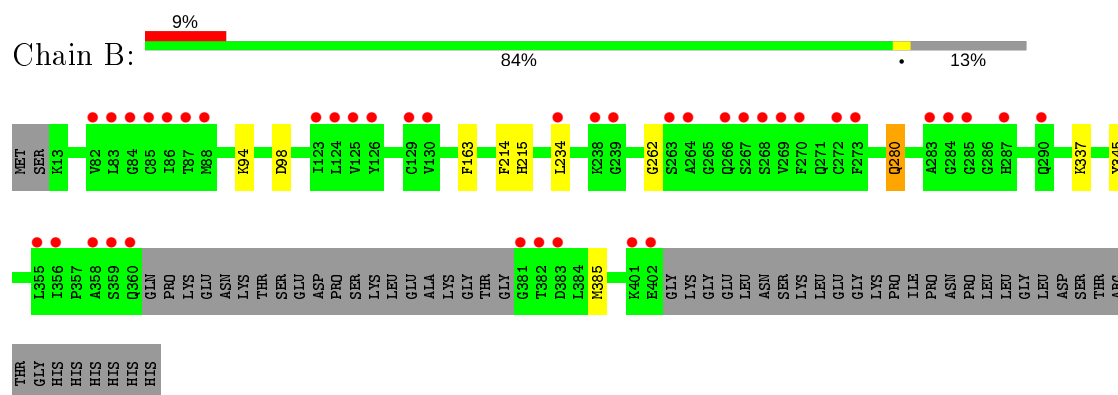 9%
Chain B:
84%
•
13%
MET SER K13 V82 L83 G84 C85 I86 T87 M88 K94 D98 I123 L124 V125 Y126 C129 V130 F163 F214 H215 L234 K238 G239 G262 S263 A264 G265 Q266 S267 S268 V269 F270 Q271 C272 F273 Q280 A283 G284 G285 G286 H287 Q290 K337 Y345
L355 I356 P357 A358 S359 Q360 GLN PRO LYS GLU ASN LYS THR SER GLU ASP PRO SER LYS LEU GLU ALA LYS GLY THR GLY G381 T382 D383 L384 M385 K401 E402 GLY LYS GLY GLU LEU ASN SER LYS LEU GLU GLY LYS PRO ILE PRO ASN PRO LEU LEU GLY LEU ASP SER THR ARG
THR GLY HIS HIS HIS HIS HIS HIS